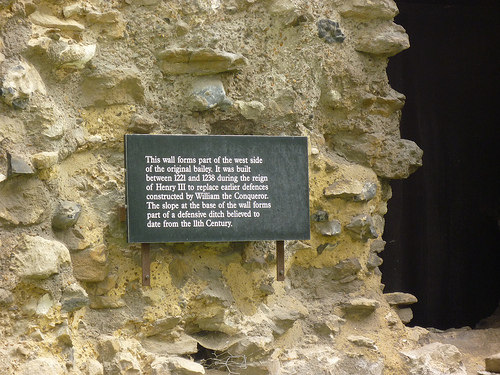 This wall forms part of the west side
of the original bailey. It was built
between 1221 and 1238 during the reign
of Henry III to replace earlier defences
constructed by William the Conqueror.
The slope at the base of the wall forms
part of a defensive ditch believed to
date from the 11th Century.